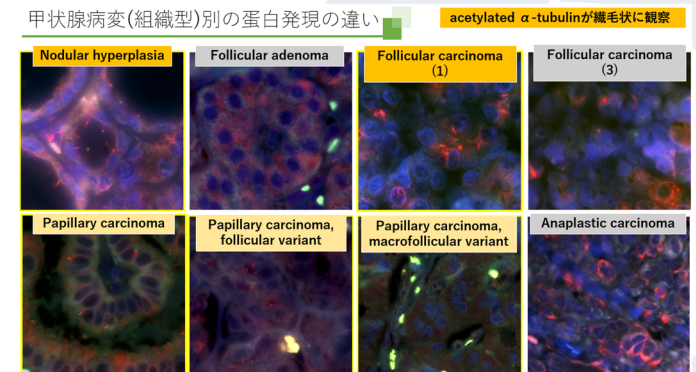 甲状腺病変(組織型)別の蛋白発現の違い
acetylated α-tubulinが繊毛状に観察
Nodular hyperplasia
Follicular adenoma
Follicular carcinoma
(1)
Follicular carcinoma
(3)
Papillary carcinoma
Papillary carcinoma,
follicular variant
Papillary carcinoma,
macrofollicular variant
Anaplastic carcinoma